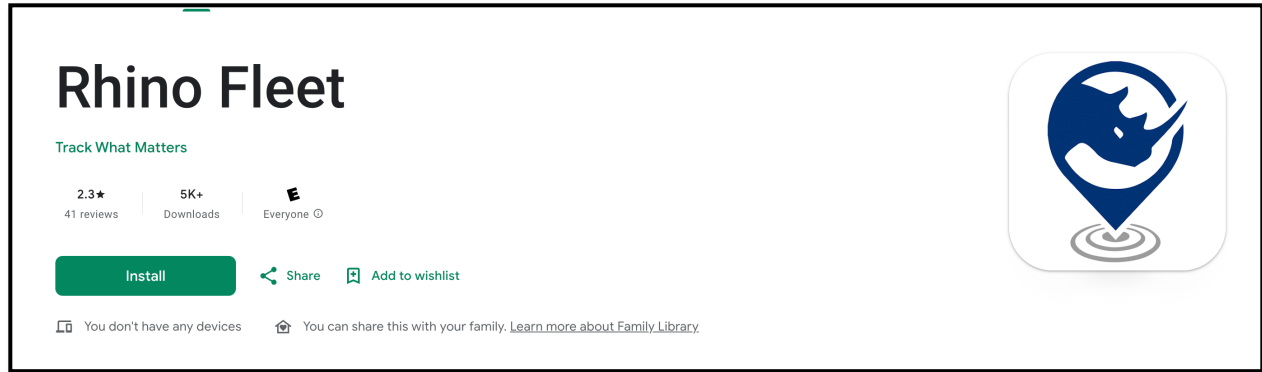 Rhino Fleet
Track What Matters
2.3★ 5K+ E
41 reviews Downloads Everyone
Install Share Add to wishlist
You don't have any devices You can share this with your family. Learn more about Family Library